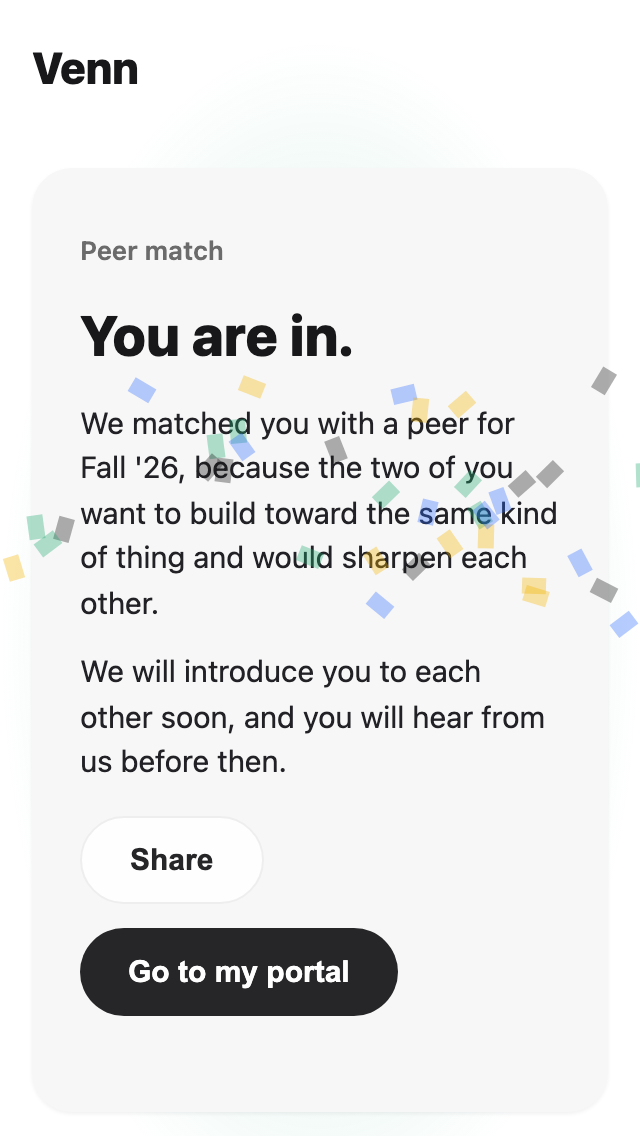 Venn
Peer match
You are in.
We matched you with a peer for
Fall '26, because the two of you
want to build toward the same kind
of thing and would sharpen each
other.
We will introduce you to each
other soon, and you will hear from
us before then.
Share
Go to my portal